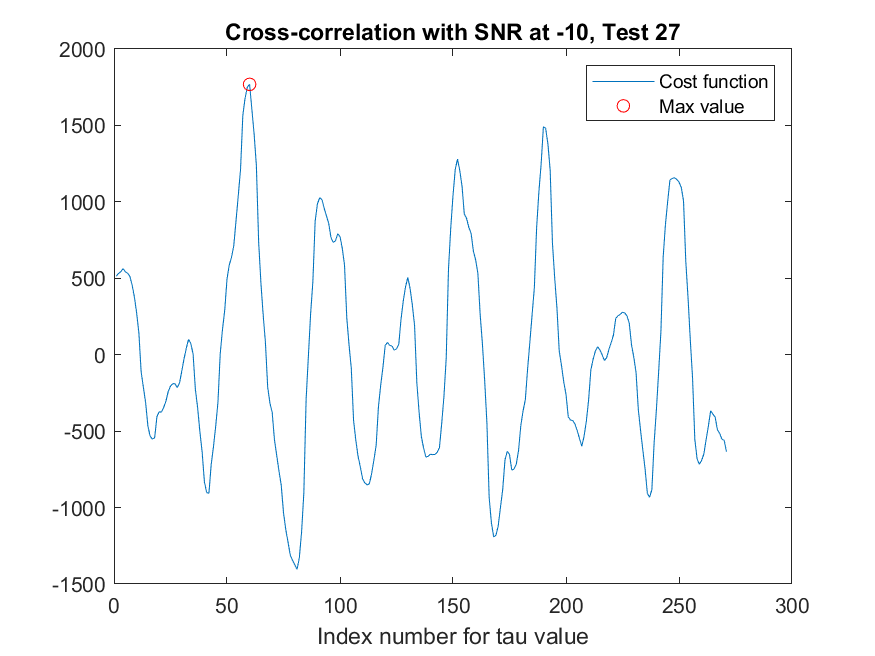 Cross-correlation with SNR at -10, Test 27
2000
1500
1000
500
0
-500
-1000
-1500
Cost function
Max value
0 50 100 150 200 250 300
Index number for tau value